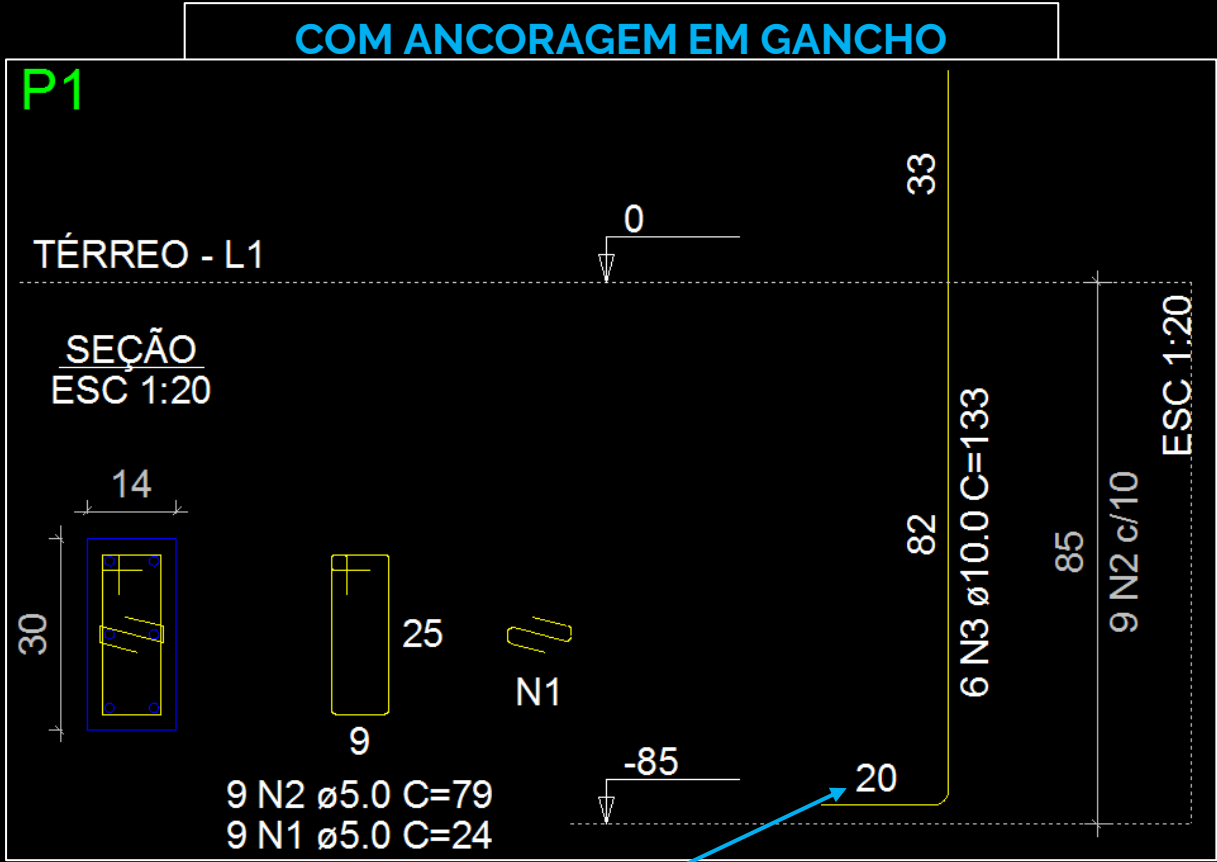 COM ANCORAGEM EM GANCHO
P1
33
0
TÉRREO - L1
ESC 1:20
SEÇÃO
ESC 1:20
14
30
25
9
N1
82
6 N3 ø10.0 C=133
85
9 N2 c/10
-85
20
9 N2 ø5.0 C=79
9 N1 ø5.0 C=24